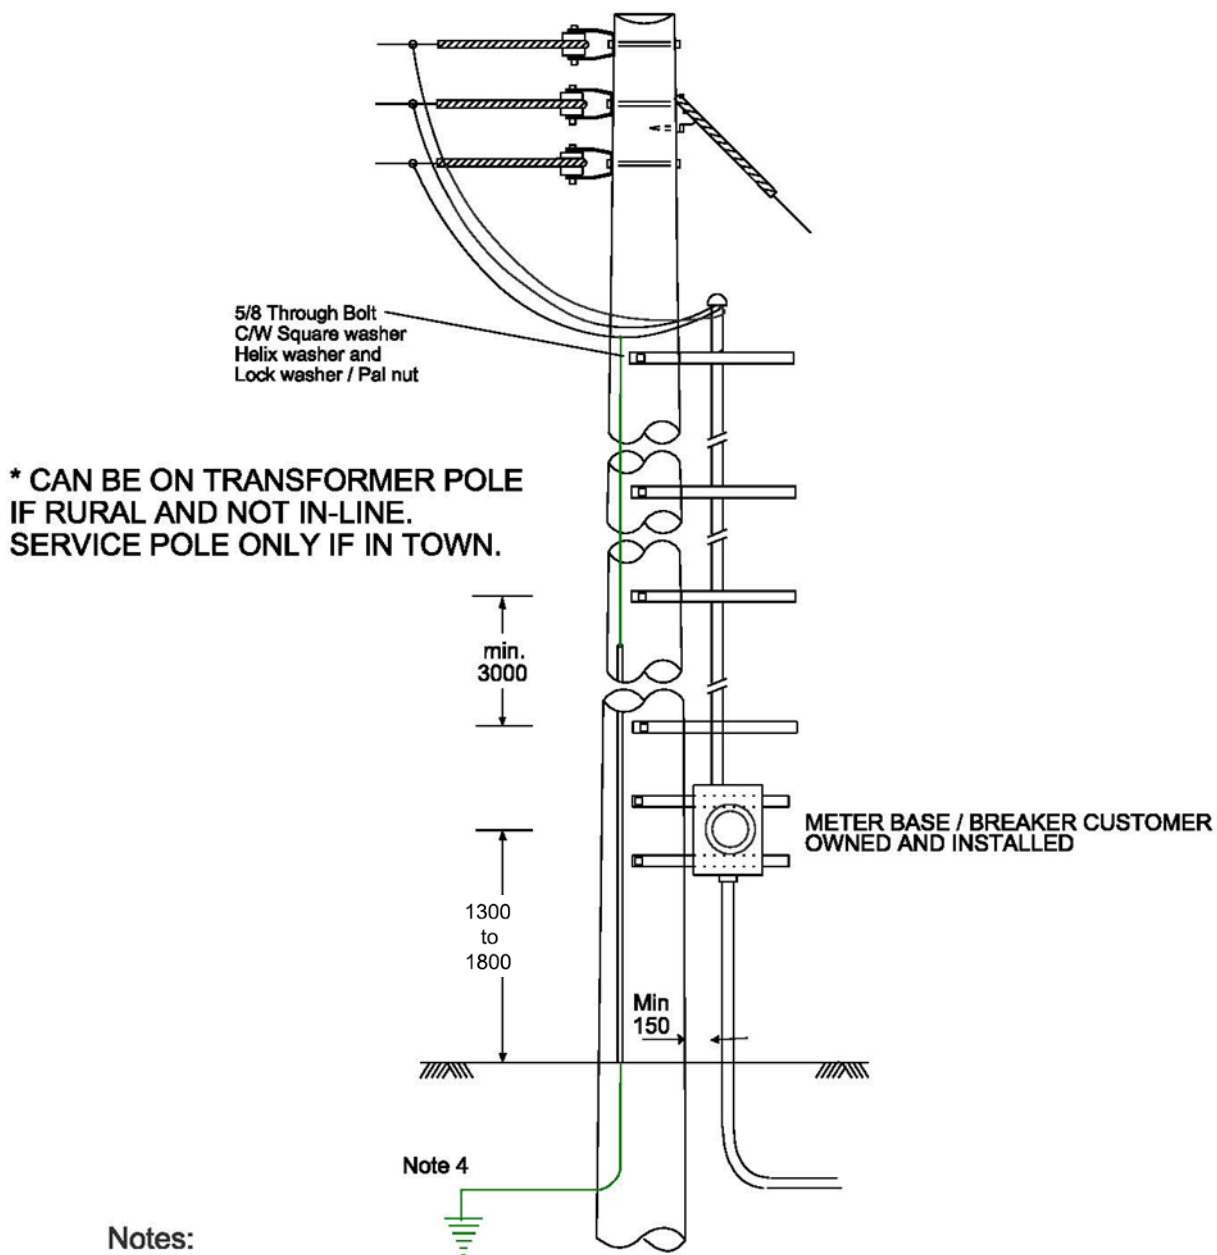 5/8 Through Bolt
C/W Square washer
Helix washer and
Lock washer / Pal nut
* CAN BE ON TRANSFORMER POLE
IF RURAL AND NOT IN-LINE.
SERVICE POLE ONLY IF IN TOWN.
min.
3000
METER BASE / BREAKER CUSTOMER
OWNED AND INSTALLED
1300
to
1800
Min
150
Note 4
Notes: